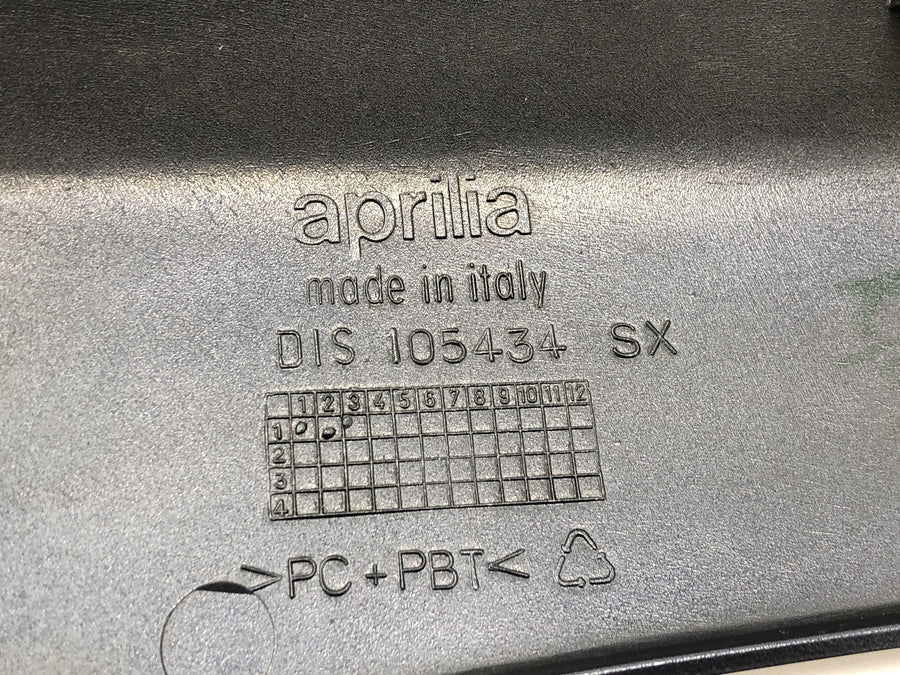 aprilia
made in italy
DIS 105434 SX
1 2 3 4 5 6 7 8 9 10 11 12
1
2
3
4
>PC+PBT<